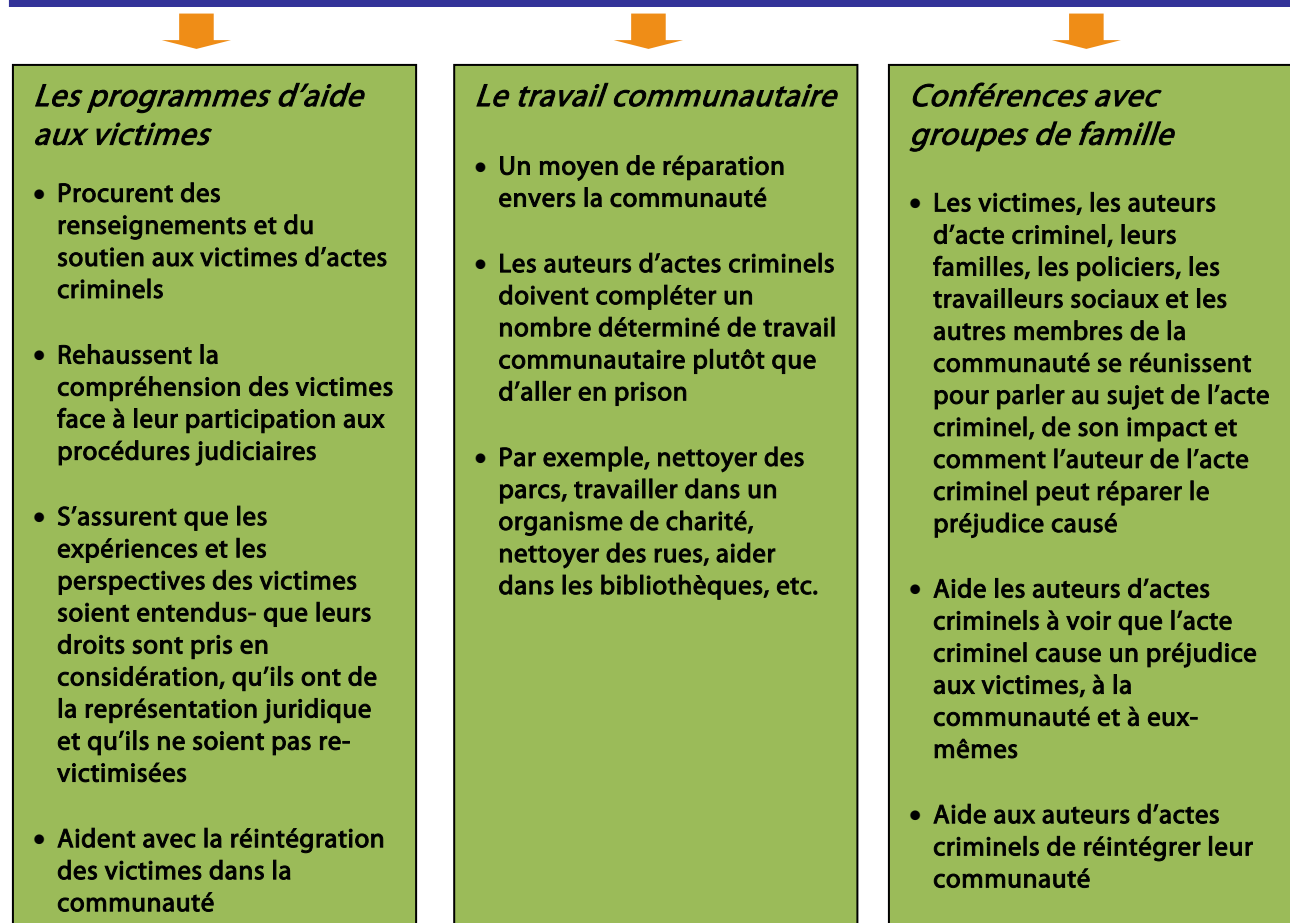 Les programmes d'aide
aux victimes
• Procurent des
renseignements et du
soutien aux victimes d'actes
criminels
• Rehaussent la
compréhension des victimes
face à leur participation aux
procédures judiciaires
• S'assurent que les
expériences et les
perspectives des victimes
soient entendus- que leurs
droits sont pris en
considération, qu'ils ont de
la représentation juridique
et qu'ils ne soient pas re-
victimisées
• Aident avec la réintégration
des victimes dans la
communauté
Le travail communautaire
• Un moyen de réparation
envers la communauté
• Les auteurs d'actes criminels
doivent compléter un
nombre déterminé de travail
communautaire plutôt que
d'aller en prison
• Par exemple, nettoyer des
parcs, travailler dans un
organisme de charité,
nettoyer des rues, aider
dans les bibliothèques, etc.
Conférences avec
groupes de famille
• Les victimes, les auteurs
d'acte criminel, leurs
familles, les policiers, les
travailleurs sociaux et les
autres membres de la
communauté se réunissent
pour parler au sujet de l'acte
criminel, de son impact et
comment l'auteur de l'acte
criminel peut réparer le
préjudice causé
• Aide les auteurs d'actes
criminels à voir que l'acte
criminel cause un préjudice
aux victimes, à la
communauté et à eux-
mêmes
• Aide aux auteurs d'actes
criminels de réintégrer leur
communauté